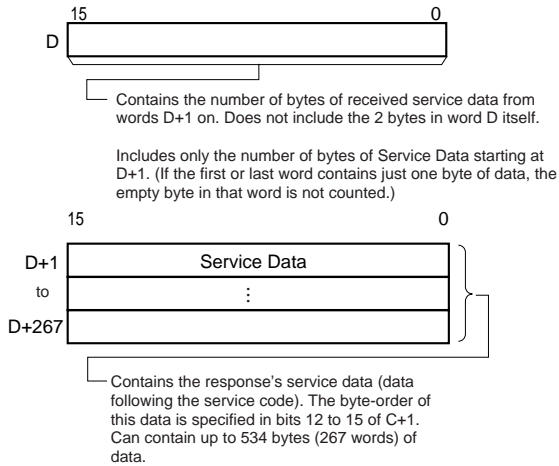 15 0
D
Contains the number of bytes of received service data from
words D+1 on. Does not include the 2 bytes in word D itself.
Includes only the number of bytes of Service Data starting at
D+1. (If the first or last word contains just one byte of data, the
empty byte in that word is not counted.)
15 0
D+1 Service Data
to ⋮
D+267
Contains the response's service data (data
following the service code). The byte-order of
this data is specified in bits 12 to 15 of C+1.
Can contain up to 534 bytes (267 words) of
data.